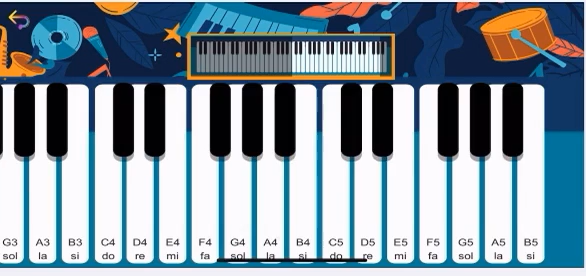 G3 A3 B3 C4 D4 E4 F4 G4 A4 B4 C5 D5 E5 F5 G5 A5 B5
sol la si do re mi fa sol la si do re mi fa sol la si